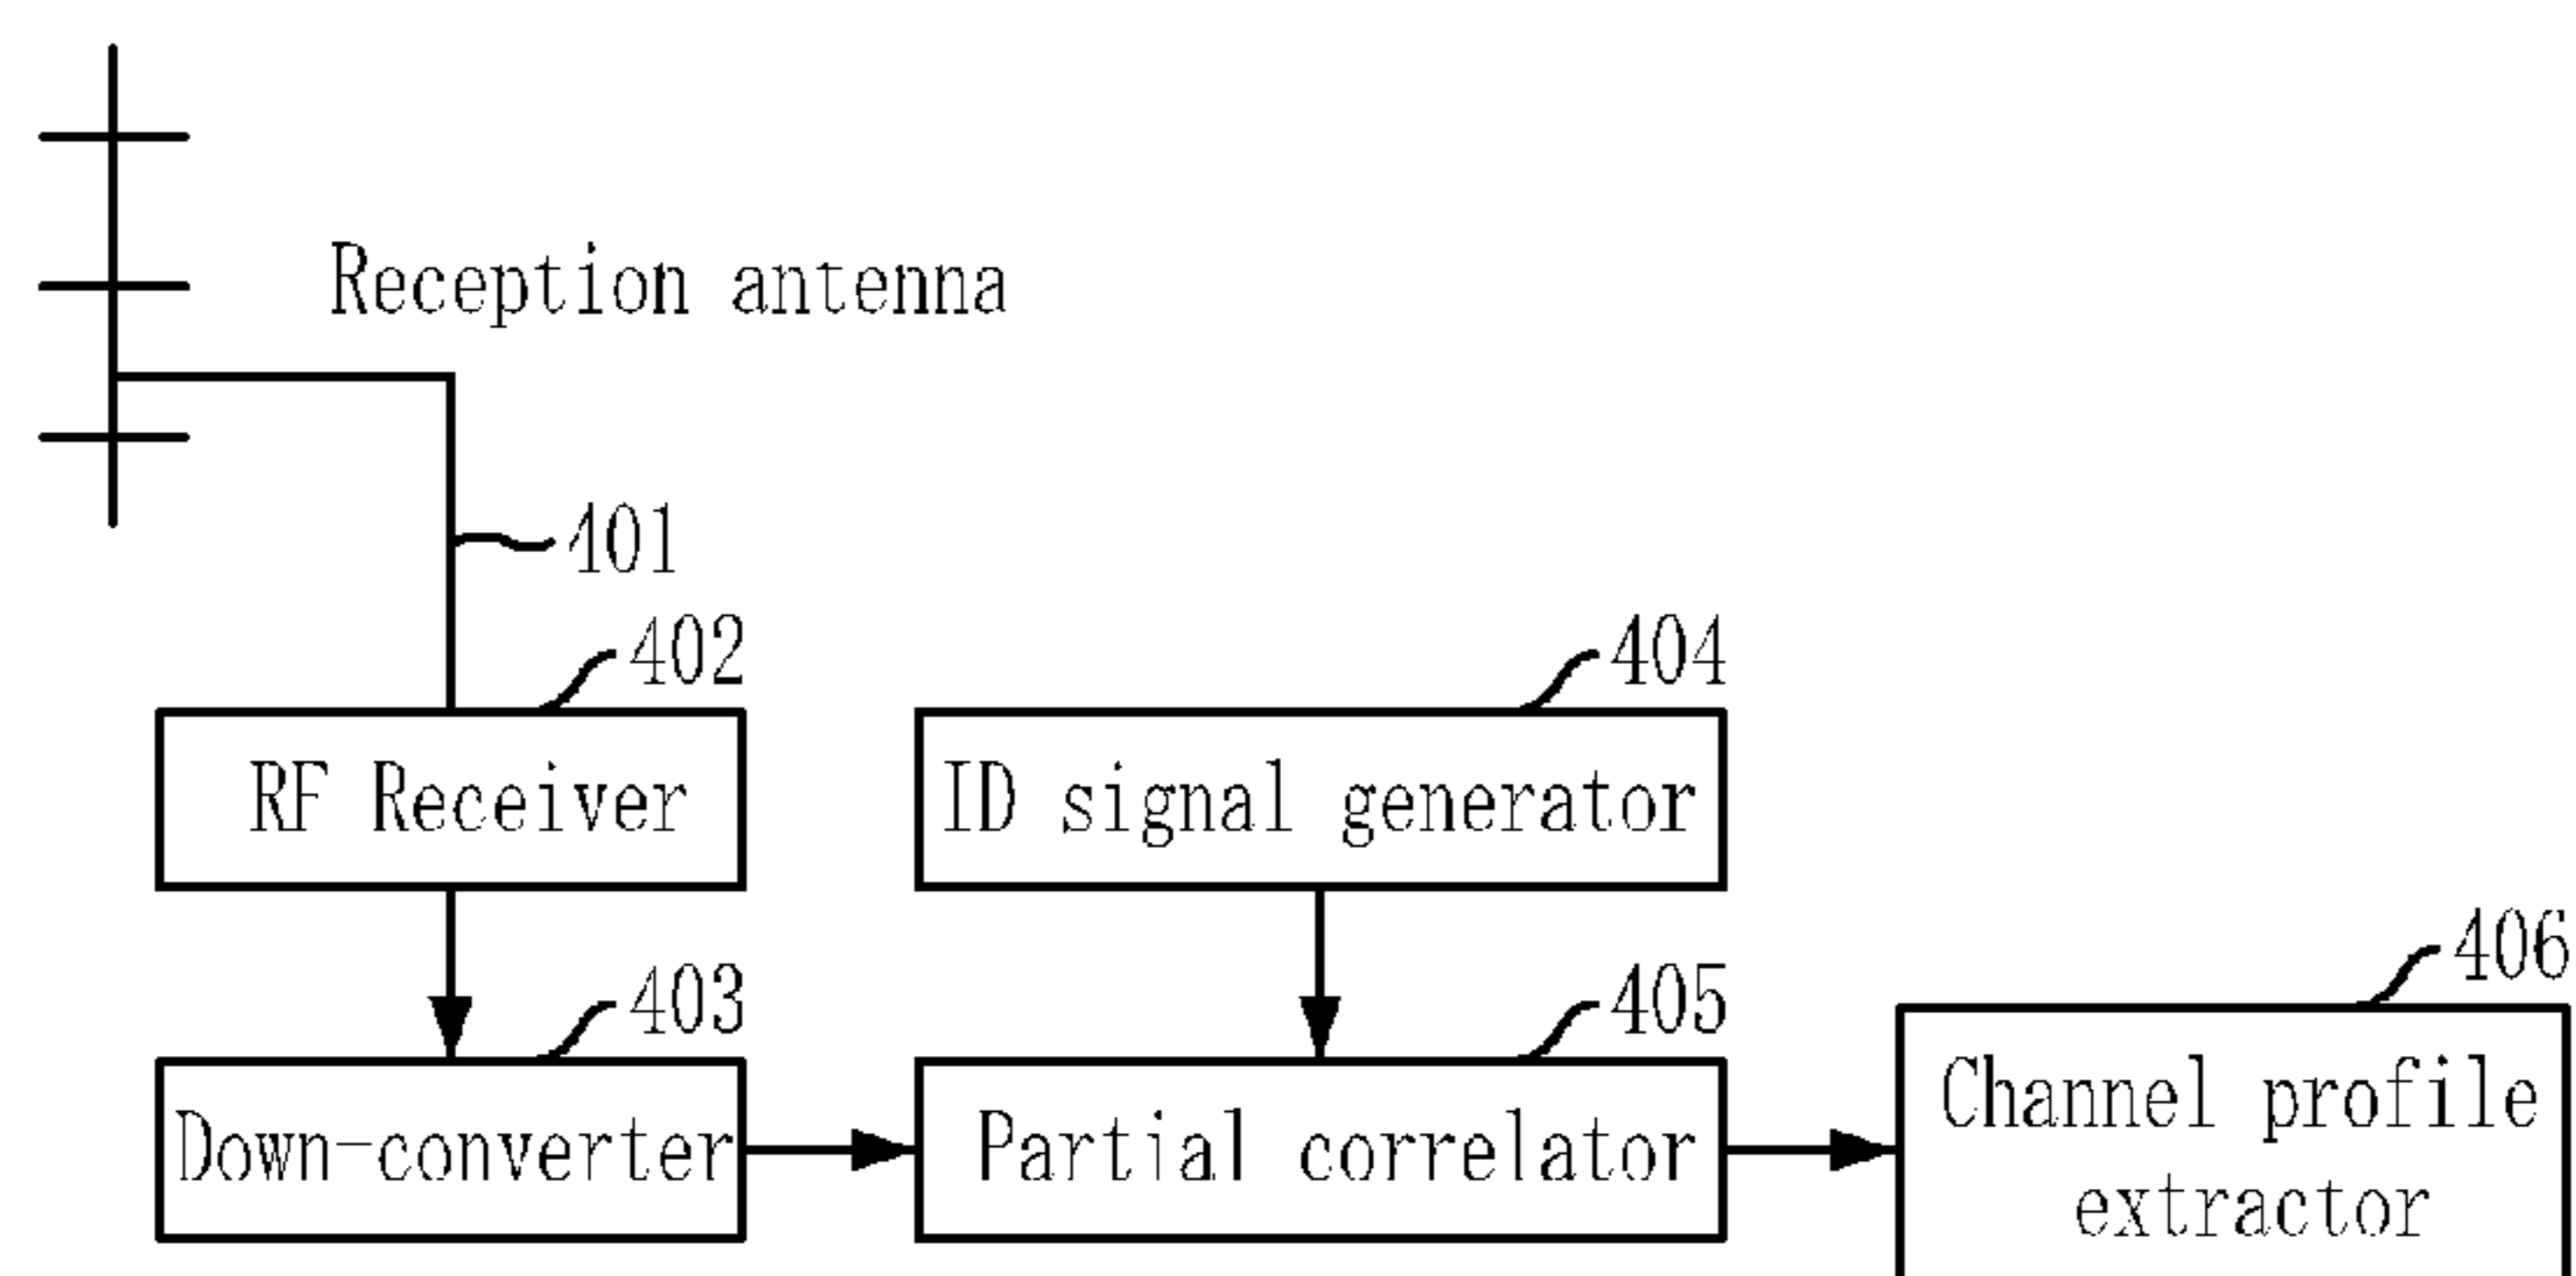 Reception antenna
401
402
404
RF Receiver
ID signal generator
403
405
406
Down-converter
Partial correlator
Channel profile
extractor